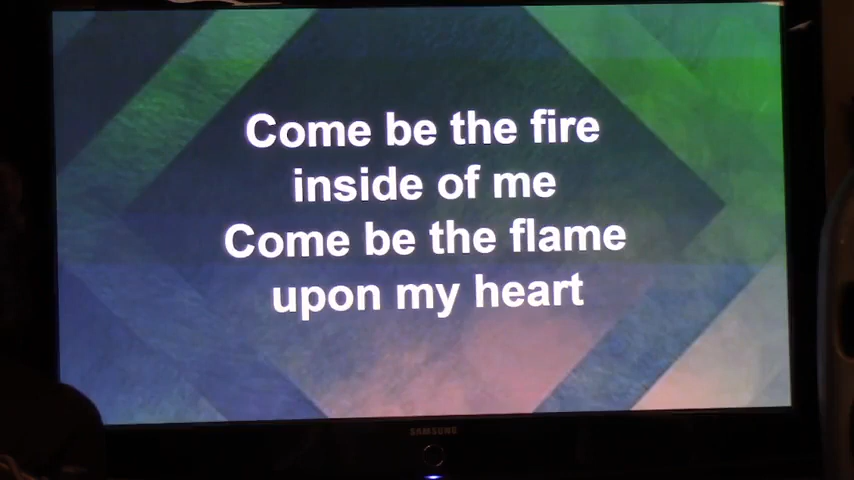 Come be the fire
inside of me
Come be the flame
upon my heart
SAMSUNG